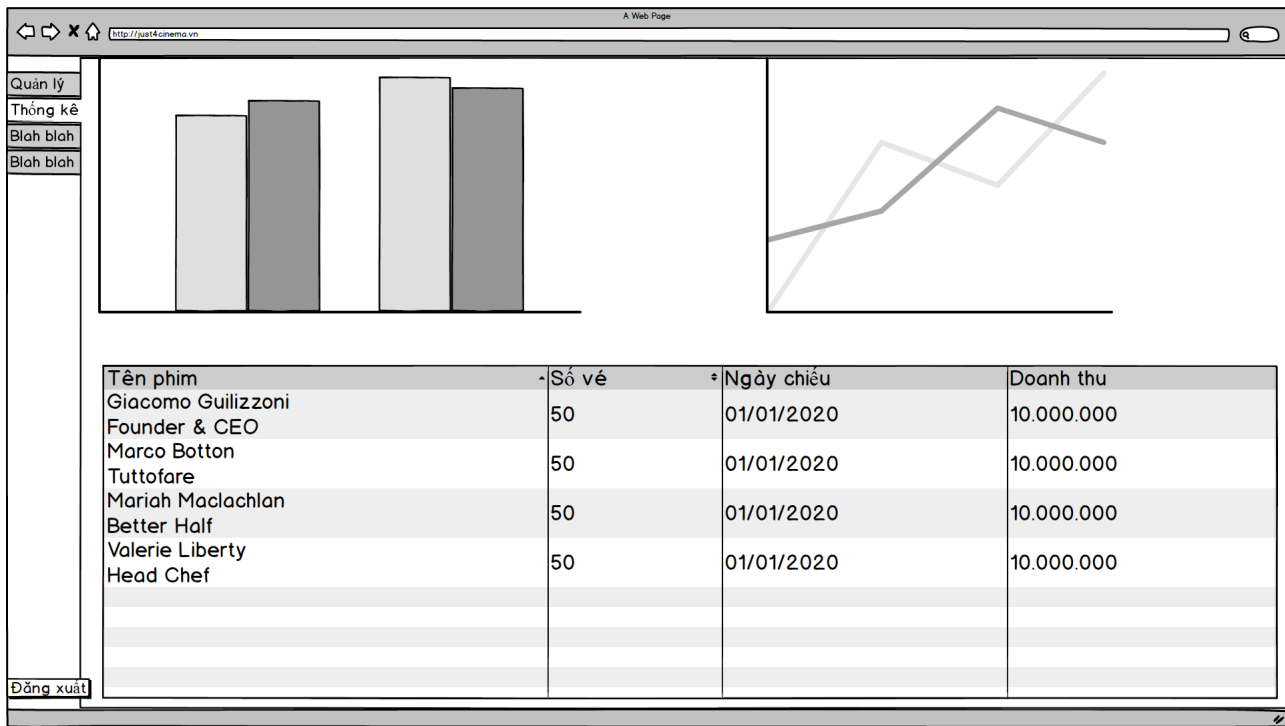 A Web Page
http://just4cinema.vn
Quản lý
Thống kê
Blah blah
Blah blah
Tên phim Số vé Ngày chiếu Doanh thu
Giacomo Guilizzoni
Founder & CEO 50 01/01/2020 10.000.000
Marco Botton
Tuttofare 50 01/01/2020 10.000.000
Mariah Maclachlan
Better Half 50 01/01/2020 10.000.000
Valerie Liberty
Head Chef 50 01/01/2020 10.000.000
Đăng xuất